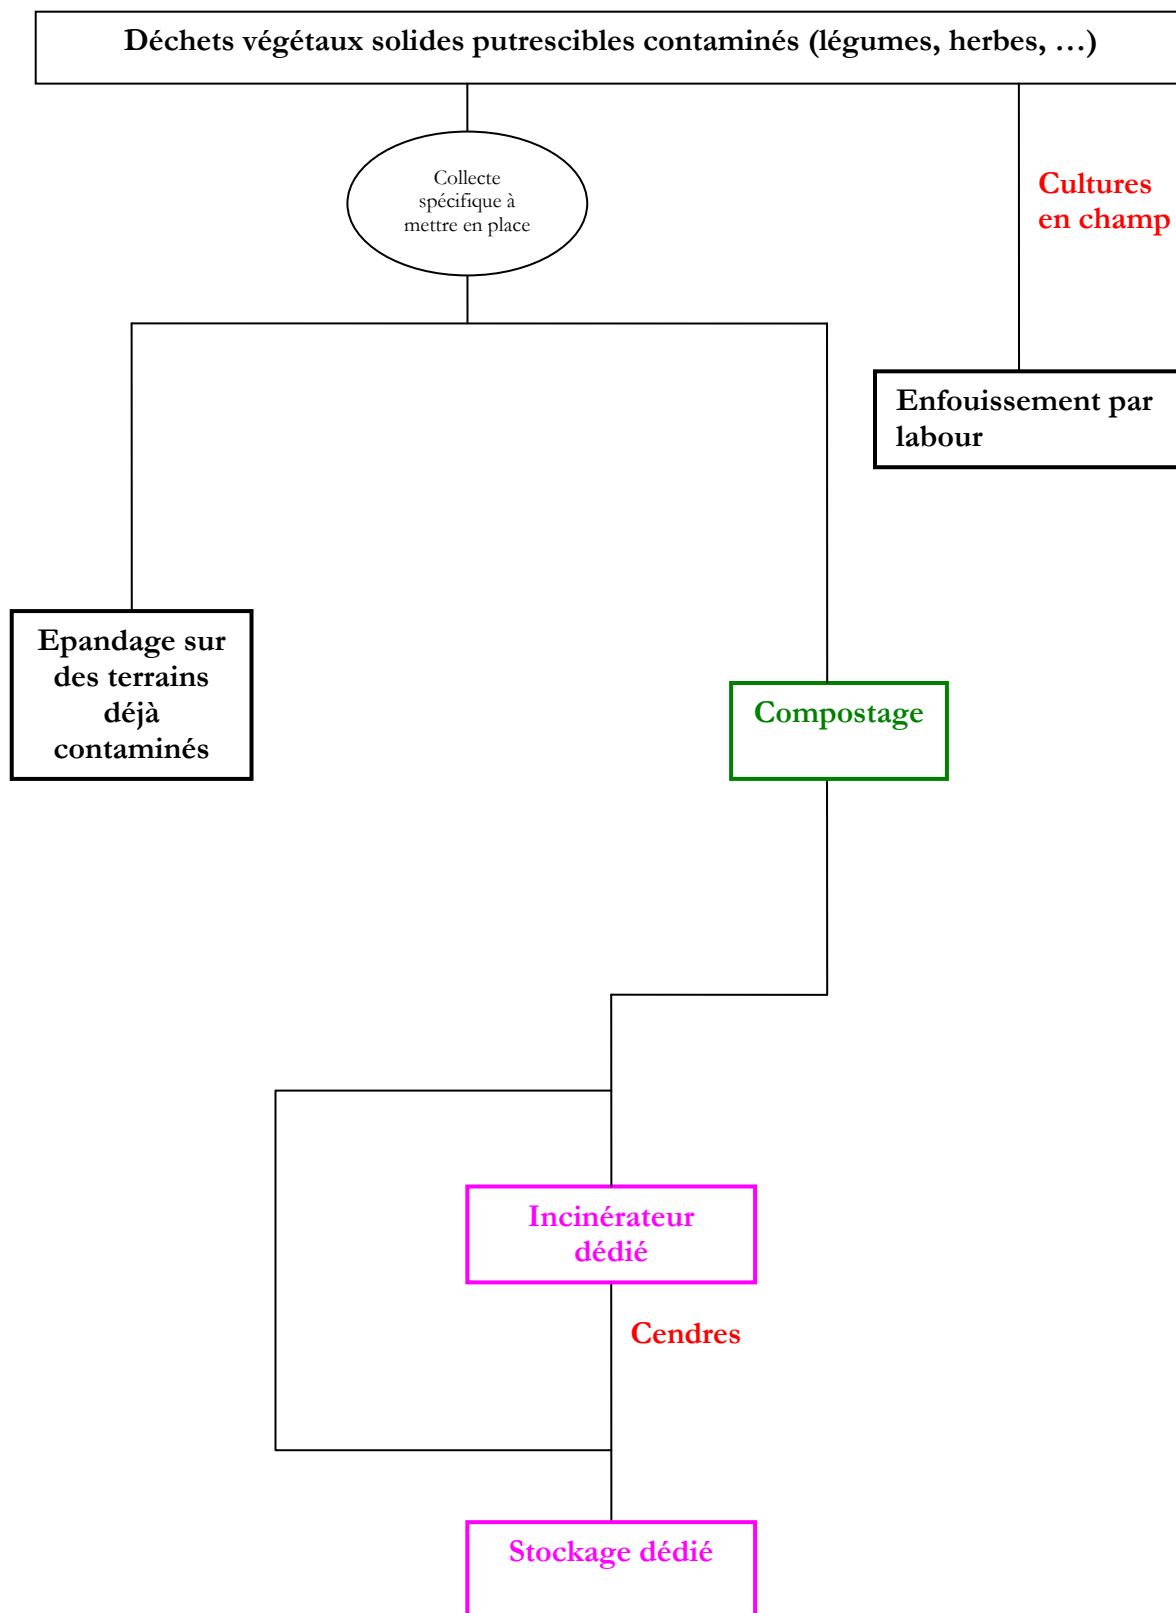 Déchets végétaux solides putrescibles contaminés (légumes, herbes, …)
Collecte
spécifique à
mettre en place
Cultures
en champ
Enfouissement par
labour
Epandage sur
des terrains
déjà
contaminés
Compostage
Incinérateur
dédié
Cendres
Stockage dédié